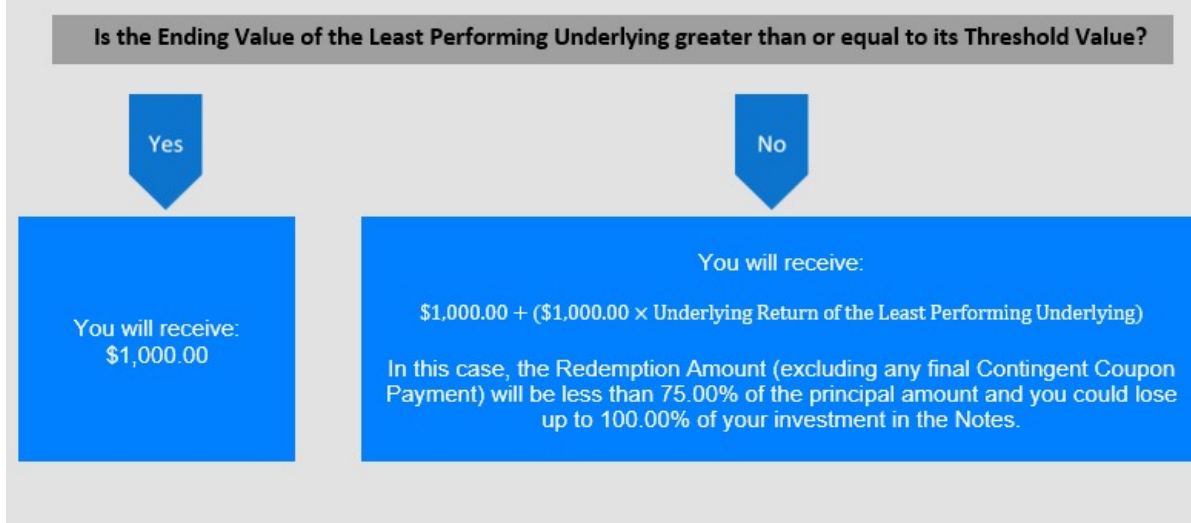 Is the Ending Value of the Least Performing Underlying greater than or equal to its Threshold Value?
Yes
No
You will receive:
$1,000.00
You will receive:
$1,000.00 + ($1,000.00 × Underlying Return of the Least Performing Underlying)
In this case, the Redemption Amount (excluding any final Contingent Coupon
Payment) will be less than 75.00% of the principal amount and you could lose
up to 100.00% of your investment in the Notes.